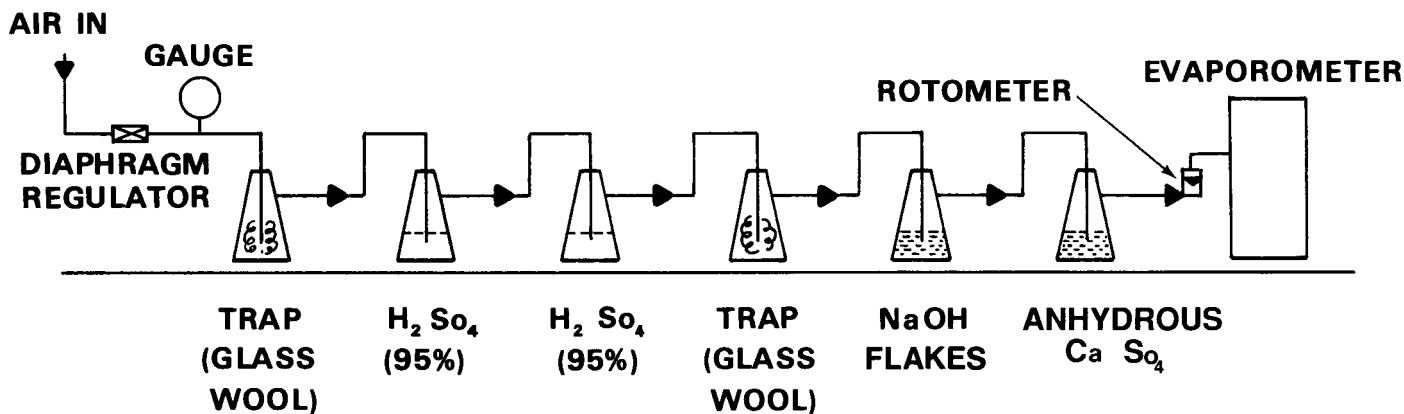 AIR IN
GAUGE
EVAPOROMETER
ROTOMETER
DIAPHRAGM
REGULATOR
TRAP
(GLASS
WOOL)
H₂ So₄
(95%)
H₂ So₄
(95%)
TRAP
(GLASS
WOOL)
NaOH
FLAKES
ANHYDROUS
Ca So₄